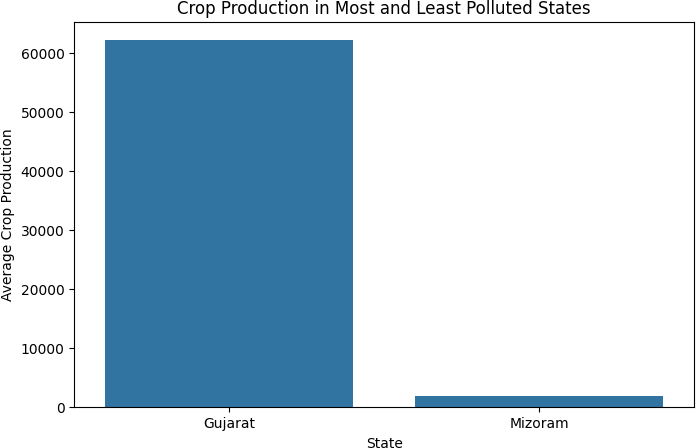 Crop Production in Most and Least Polluted States
Average Crop Production
60000
50000
40000
30000
20000
10000
0
Gujarat
Mizoram
State